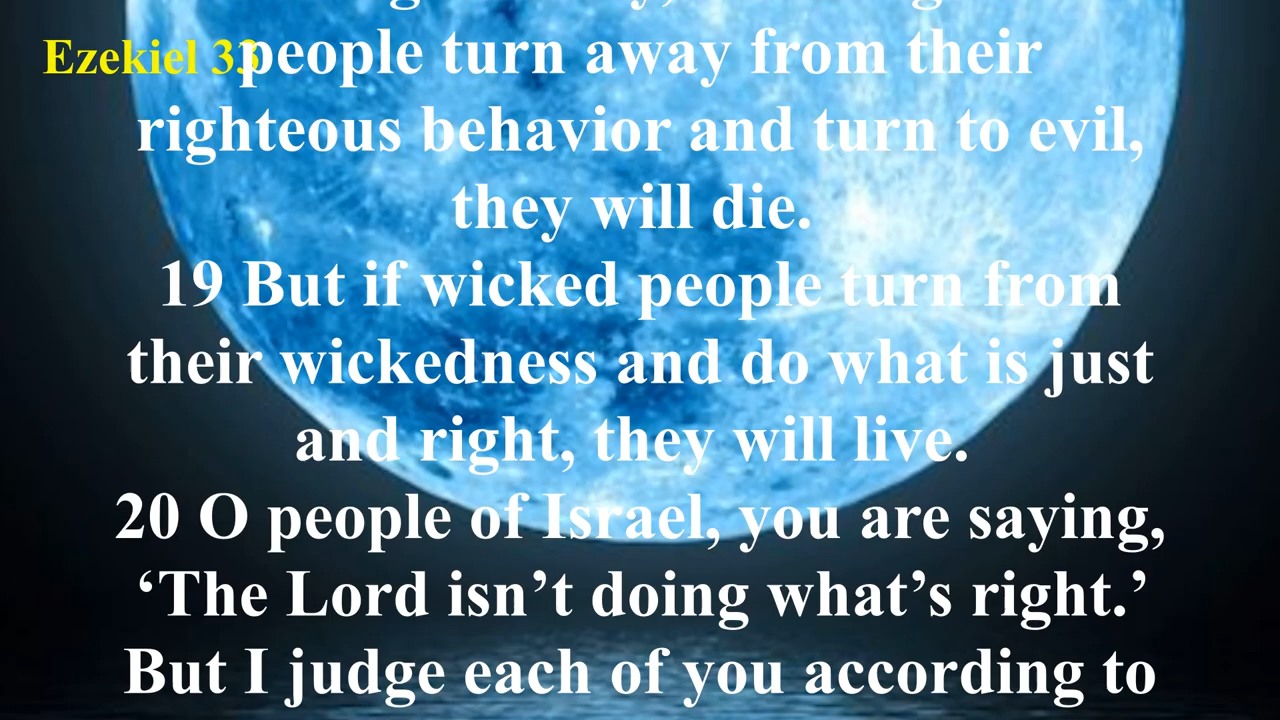 Ezekiel 33
people turn away from their
righteous behavior and turn to evil,
they will die.
19 But if wicked people turn from
their wickedness and do what is just
and right, they will live.
20 O people of Israel, you are saying,
‘The Lord isn’t doing what’s right.’
But I judge each of you according to